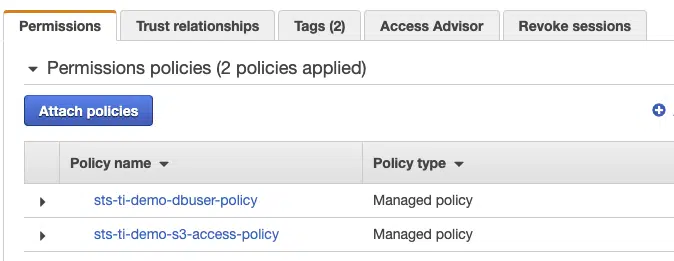 Permissions Trust relationships Tags (2) Access Advisor Revoke sessions
Permissions policies (2 policies applied)
Attach policies
Policy name Policy type
sts-ti-demo-dbuser-policy Managed policy
sts-ti-demo-s3-access-policy Managed policy